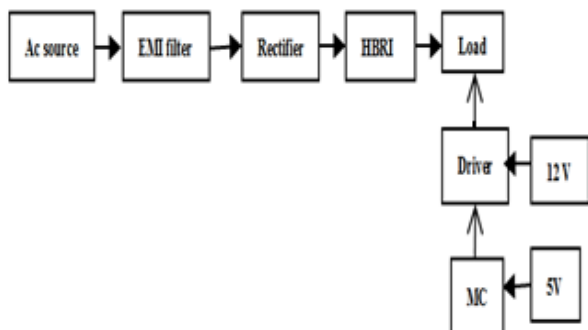 Ac source
EMI filter
Rectifier
HBRI
Load
Driver
12 V
MC
5V